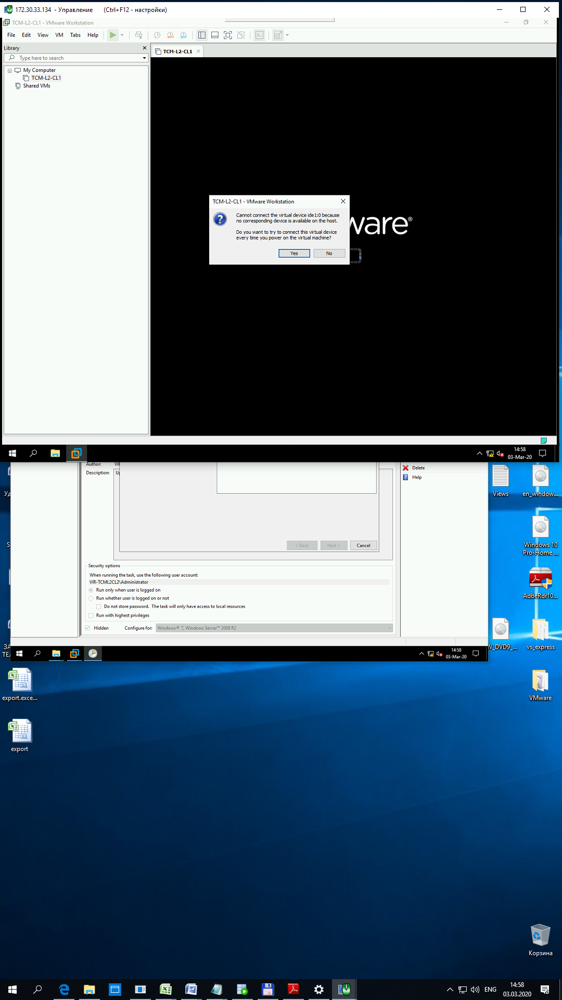 172.30.33.134 - Управление (Ctrl+F12 - настройки)
TCM-L2-CL1 - VMware Workstation
File Edit View VM Tabs Help
Library
TCM-L2-CL1
Type here to search
My Computer
TCM-L2-CL1
Shared VMs
TCM-L2-CL1 - VMware Workstation
Cannot connect the virtual device ide1:0 because
no corresponding device is available on the host.
Do you want to try to connect this virtual device
every time you power on the virtual machine?
Yes No
ware®
14:58
03-Mar-20
Author:
Description:
Delete
Help
Views
en_window...
Windows 10
Pro-Home ...
AdbeRdr10...
< Back Next > Cancel
Security options
When running the task, use the following user account:
VIR-TCML2CL2\Administrator
Run only when user is logged on
Run whether user is logged on or not
Do not store password. The task will only have access to local resources
Run with highest privileges
Hidden Configure for: Windows® 7, Windows Server™ 2008 R2
W_DVD9_...
vs_express
14:58
03-Mar-20
export.exce...
VMware
export
Корзина
ENG
14:58
03.03.2020